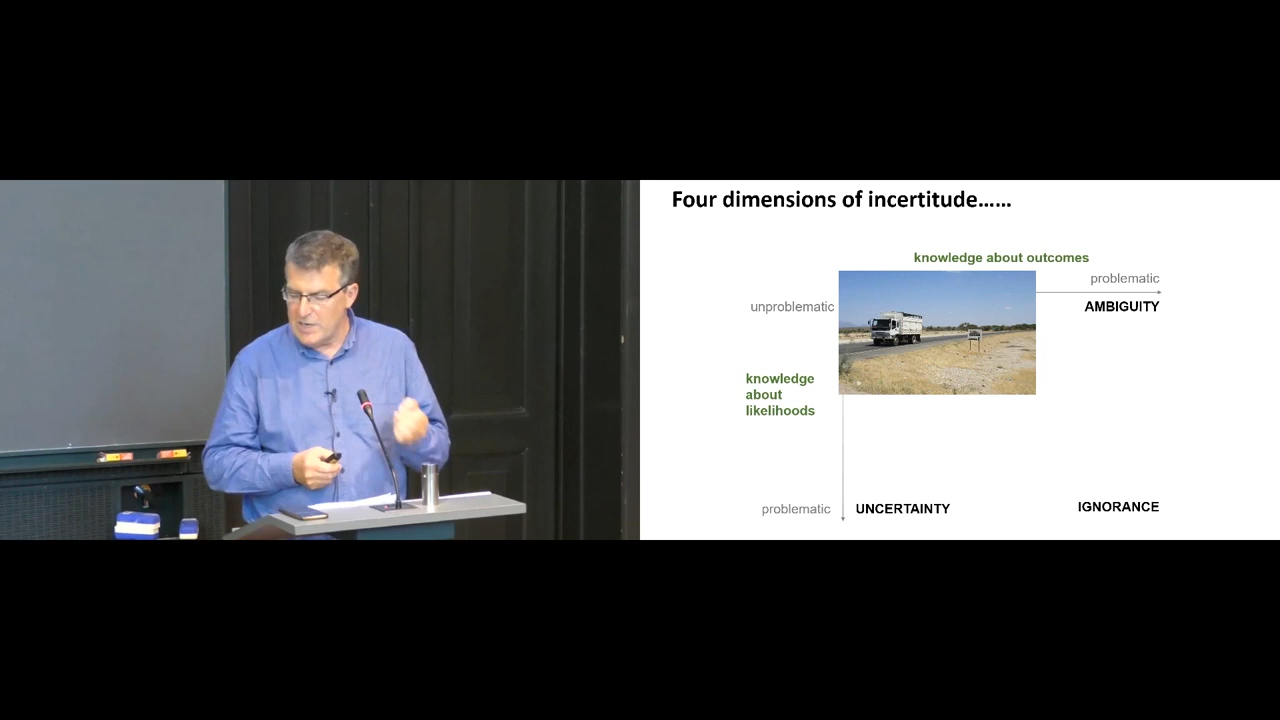 Four dimensions of incertitude……
knowledge about outcomes
problematic
unproblematic
AMBIGUITY
knowledge
about
likelihoods
problematic
UNCERTAINTY
IGNORANCE